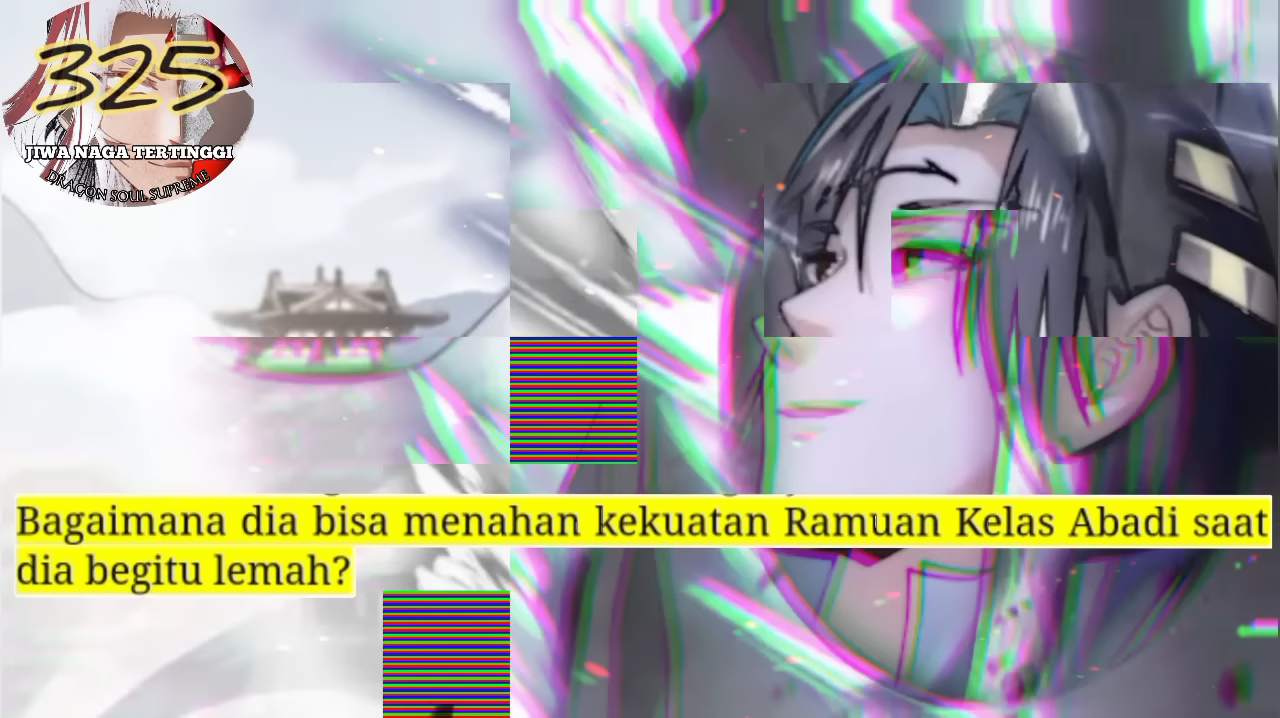 325
JIWA NAGA TERTINGGI
DRAGON SOUL SUPREME
Bagaimana dia bisa menahan kekuatan Ramuan Kelas Abadi saat
dia begitu lemah?